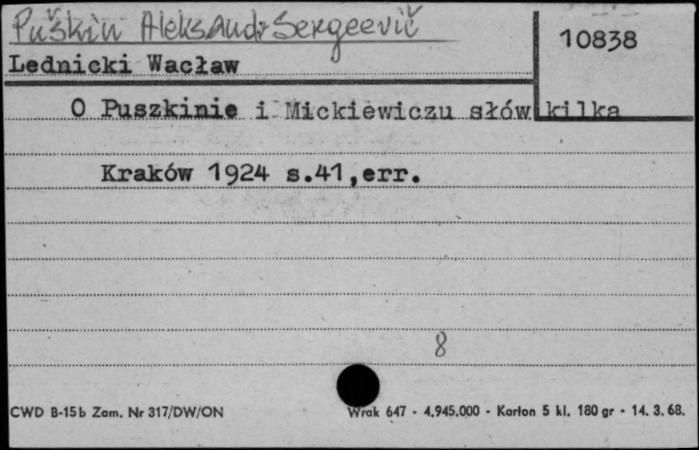 Puškin Aleksandr Sergeevič
10838
Lednicki Wacław
O Puszkinie i Mickiewiczu słów kilka
Kraków 1924 s.41,err.
8
CWD B-15b Zam. Nr 317/DW/ON
Wrak 647 - 4.945.000 - Karton 5 kl. 180 gr - 14. 3. 68.